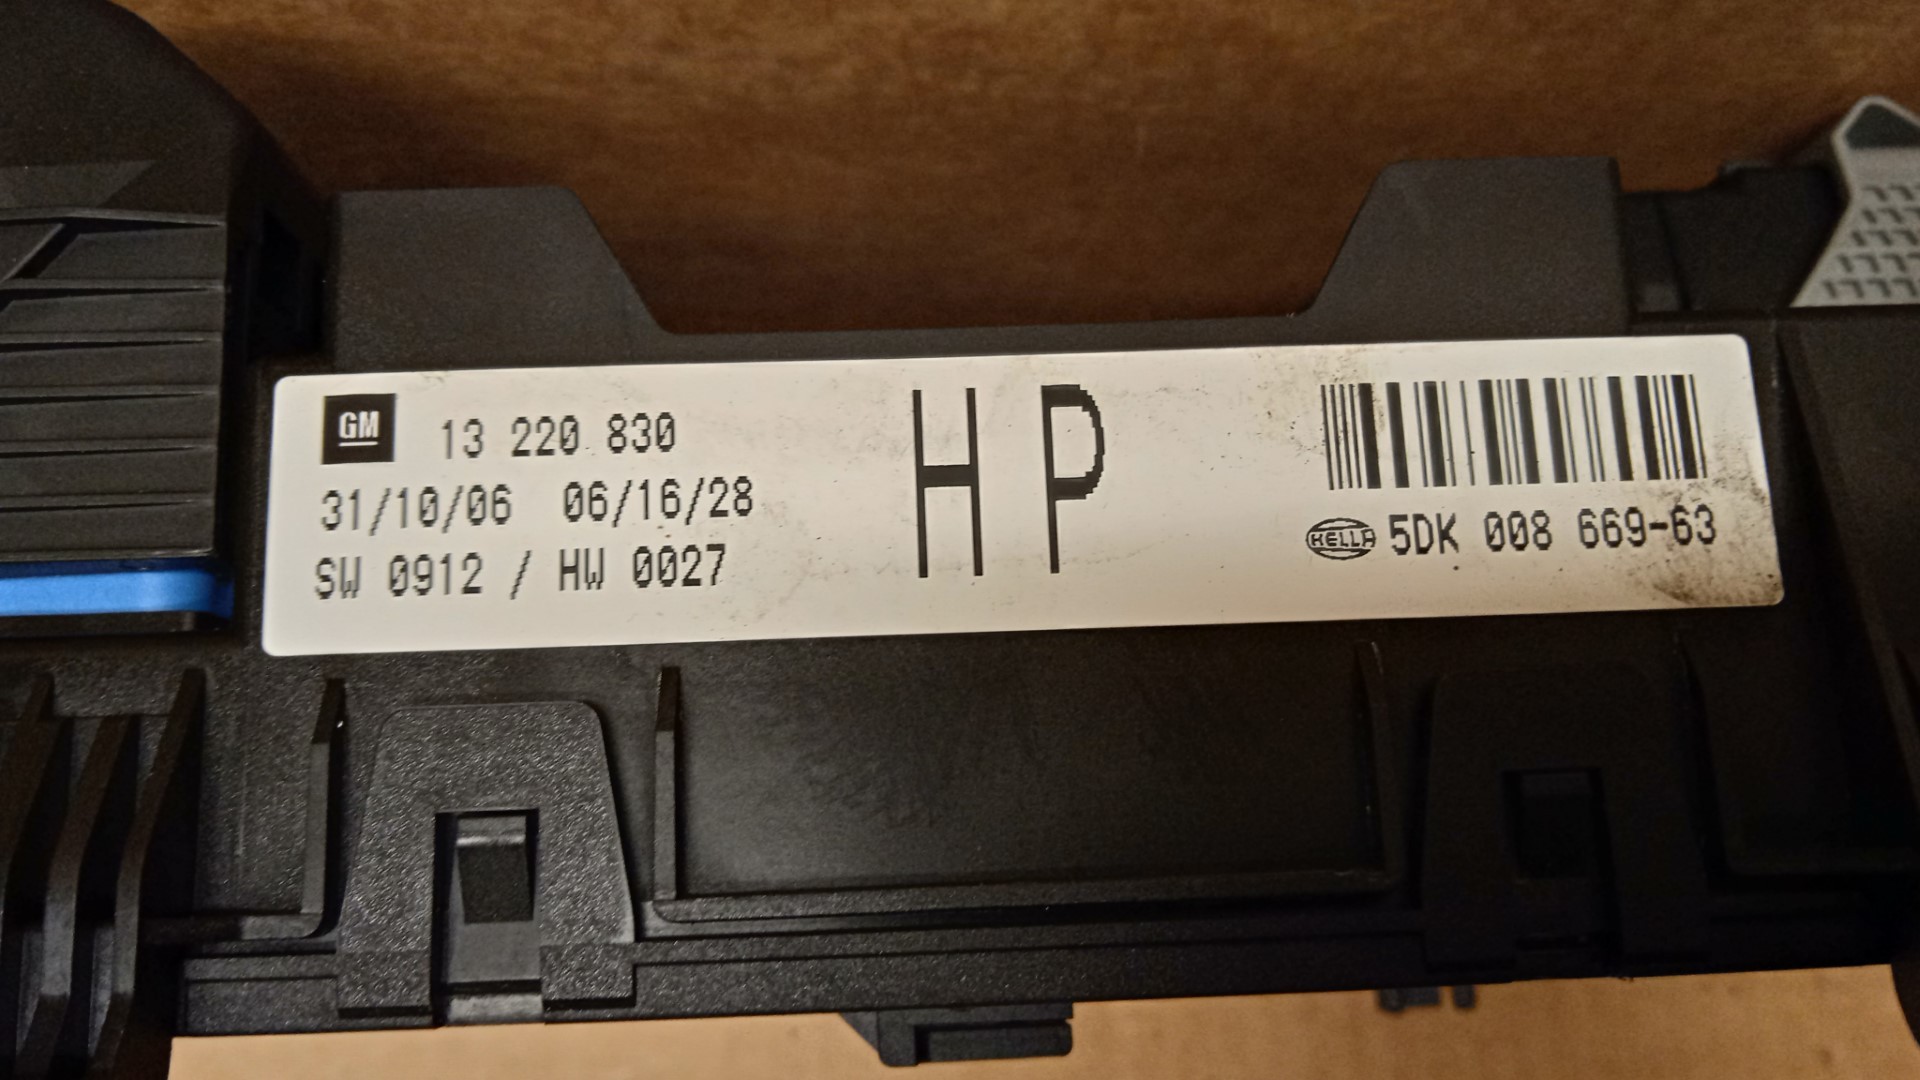 GM 13 220 830
31/10/06 06/16/28
SW 0912 / HW 0027
HP
HELLA 5DK 008 669-63